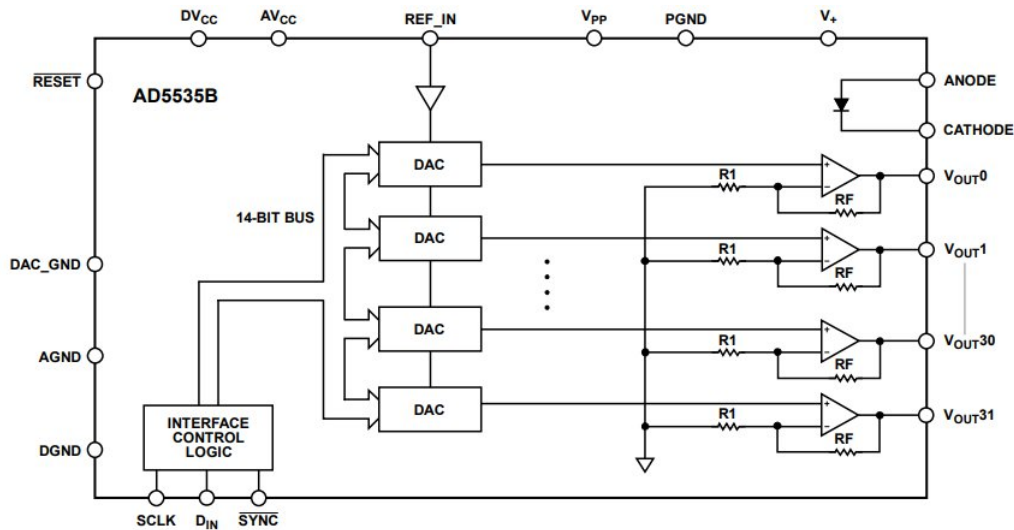 DVCC AVCC REF_IN VPP PGND V+
RESET
AD5535B
ANODE
CATHODE
DAC
R1
RF
VOUT0
14-BIT BUS
DAC
R1
RF
VOUT1
DAC_GND
DAC
R1
RF
VOUT30
AGND
DAC
R1
RF
VOUT31
INTERFACE
CONTROL
LOGIC
DGND
SCLK DIN SYNC